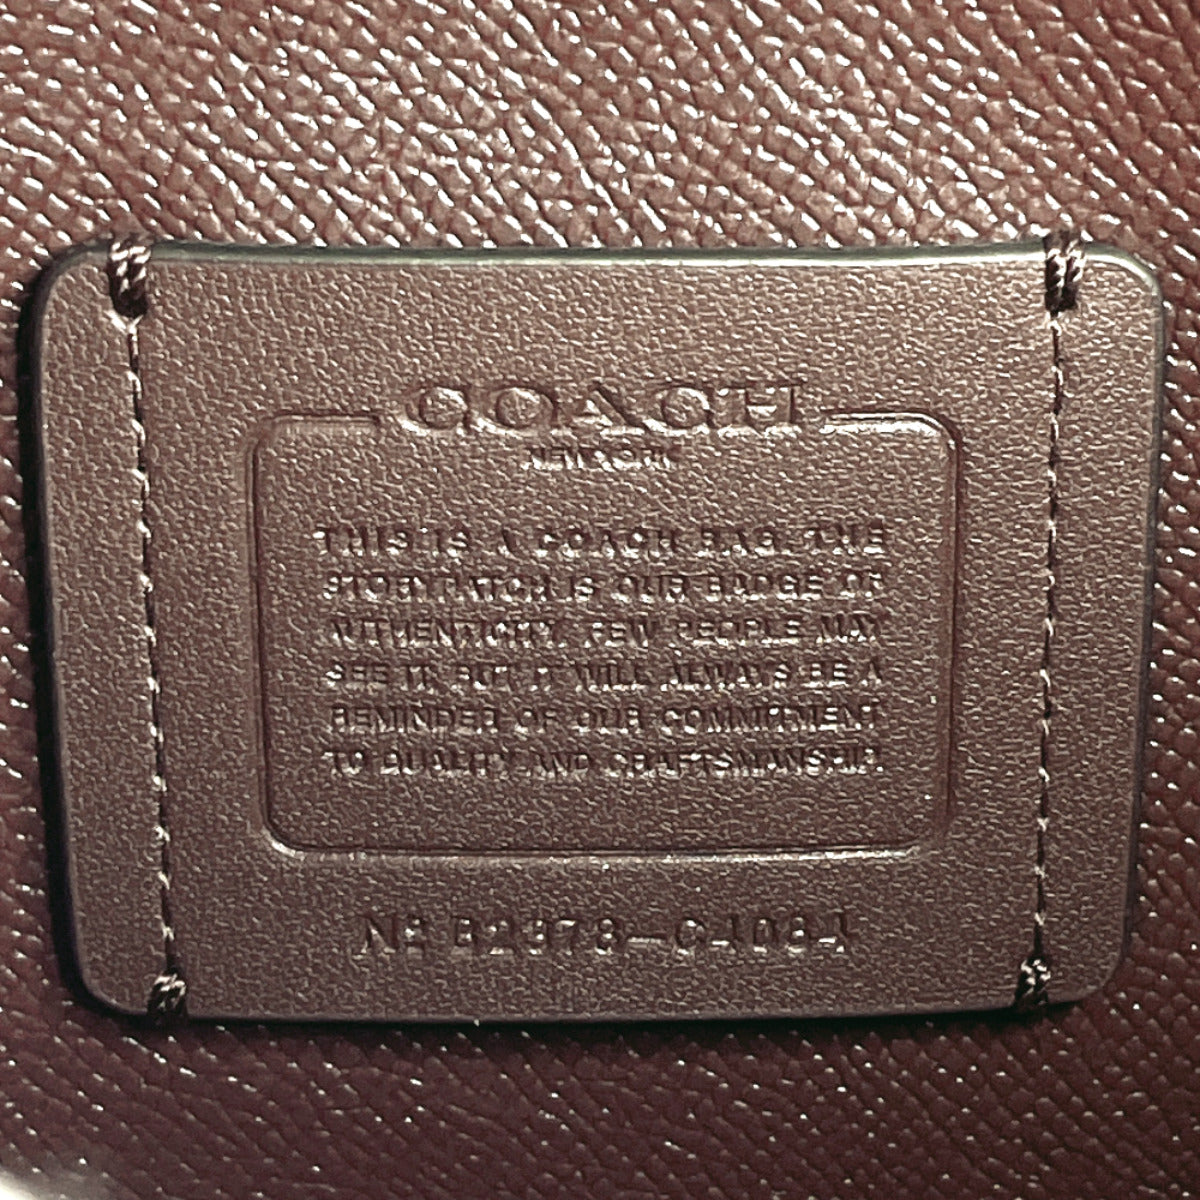 COACH
NEW YORK
THIS IS A COACH BAG. THE
STORYPATCH IS OUR BADGE OF
AUTHENTICITY. FEW PEOPLE MAY
SEE IT, BUT IT WILL ALWAYS BE A
REMINDER OF OUR COMMITMENT
TO QUALITY AND CRAFTSMANSHIP.
Nº